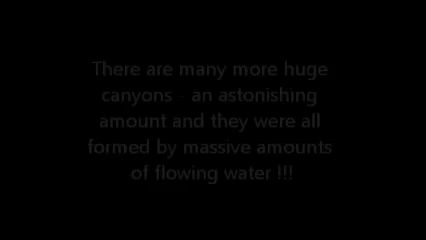 There are many more huge
canyons - an astonishing
amount and they were all
formed by massive amounts
of flowing water !!!